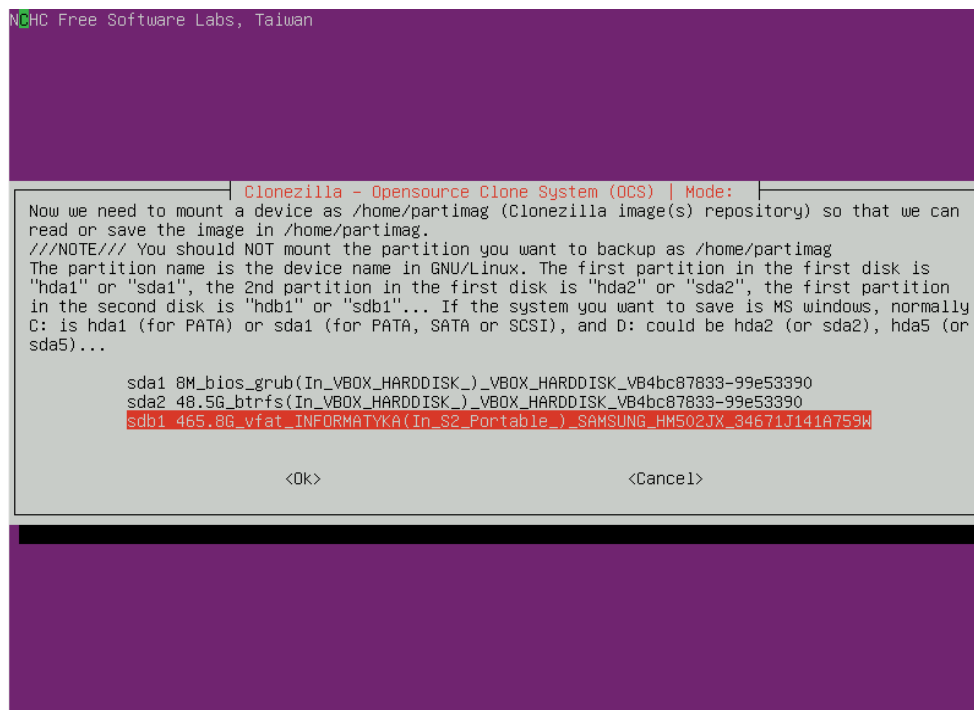 NCHC Free Software Labs, Taiwan
Clonezilla - Opensource Clone System (OCS) | Mode:
Now we need to mount a device as /home/partimag (Clonezilla image(s) repository) so that we can
read or save the image in /home/partimag.
///NOTE/// You should NOT mount the partition you want to backup as /home/partimag
The partition name is the device name in GNU/Linux. The first partition in the first disk is
"hda1" or "sda1", the 2nd partition in the first disk is "hda2" or "sda2", the first partition
in the second disk is "hdb1" or "sdb1"... If the system you want to save is MS windows, normally
C: is hda1 (for PATA) or sda1 (for PATA, SATA or SCSI), and D: could be hda2 (or sda2), hda5 (or
sda5)...
sda1 8M_bios_grub(In_VBOX_HARDDISK_)_VBOX_HARDDISK_VB4bc87833-99e53390
sda2 48.5G_btrfs(In_VBOX_HARDDISK_)_VBOX_HARDDISK_VB4bc87833-99e53390
sdb1 465.8G_vfat_INFORMATYKA(In_S2_Portable_)_SAMSUNG_HM502JX_34671J141A759W
<Ok> <Cancel>